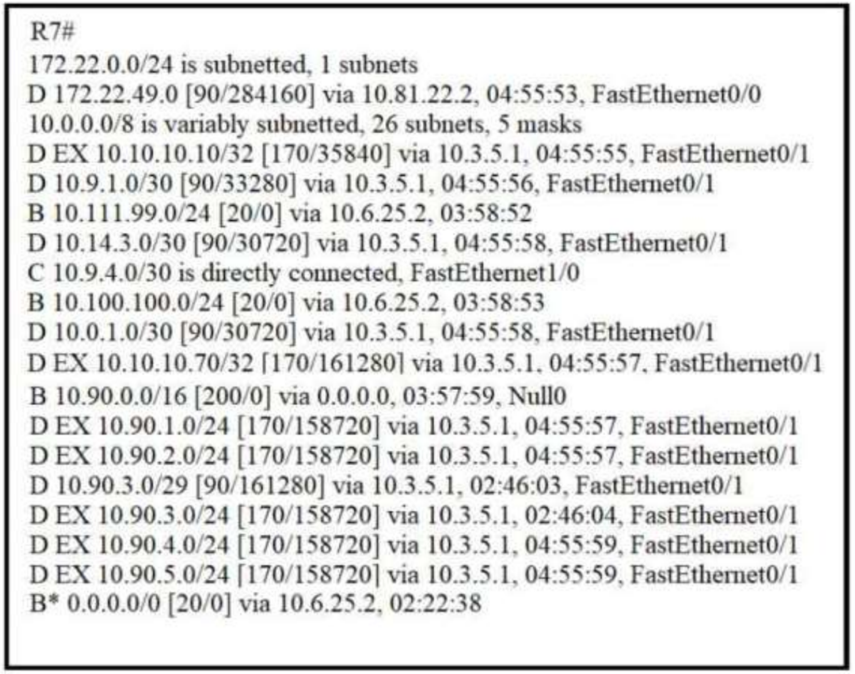 R7#
172.22.0.0/24 is subnetted, 1 subnets
D 172.22.49.0 [90/284160] via 10.81.22.2, 04:55:53, FastEthernet0/0
10.0.0.0/8 is variably subnetted, 26 subnets, 5 masks
D EX 10.10.10.10/32 [170/35840] via 10.3.5.1, 04:55:55, FastEthernet0/1
D 10.9.1.0/30 [90/33280] via 10.3.5.1, 04:55:56, FastEthernet0/1
B 10.111.99.0/24 [20/0] via 10.6.25.2, 03:58:52
D 10.14.3.0/30 [90/30720] via 10.3.5.1, 04:55:58, FastEthernet0/1
C 10.9.4.0/30 is directly connected, FastEthernet1/0
B 10.100.100.0/24 [20/0] via 10.6.25.2, 03:58:53
D 10.0.1.0/30 [90/30720] via 10.3.5.1, 04:55:58, FastEthernet0/1
D EX 10.10.10.70/32 [170/161280] via 10.3.5.1, 04:55:57, FastEthernet0/1
B 10.90.0.0/16 [200/0] via 0.0.0.0, 03:57:59, Null0
D EX 10.90.1.0/24 [170/158720] via 10.3.5.1, 04:55:57, FastEthernet0/1
D EX 10.90.2.0/24 [170/158720] via 10.3.5.1, 04:55:57, FastEthernet0/1
D 10.90.3.0/29 [90/161280] via 10.3.5.1, 02:46:03, FastEthernet0/1
D EX 10.90.3.0/24 [170/158720] via 10.3.5.1, 02:46:04, FastEthernet0/1
D EX 10.90.4.0/24 [170/158720] via 10.3.5.1, 04:55:59, FastEthernet0/1
D EX 10.90.5.0/24 [170/158720] via 10.3.5.1, 04:55:59, FastEthernet0/1
B* 0.0.0.0/0 [20/0] via 10.6.25.2, 02:22:38